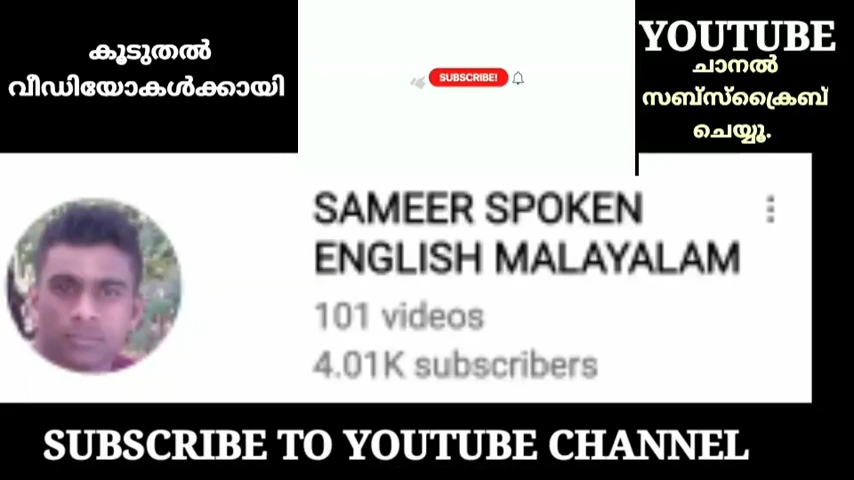 കൂടുതൽ
വീഡിയോകൾക്കായി
SUBSCRIBE!
YOUTUBE
ചാനൽ
സബ്സ്ക്രൈബ്
ചെയ്യൂ.
SAMEER SPOKEN
ENGLISH MALAYALAM
101 videos
4.01K subscribers
SUBSCRIBE TO YOUTUBE CHANNEL